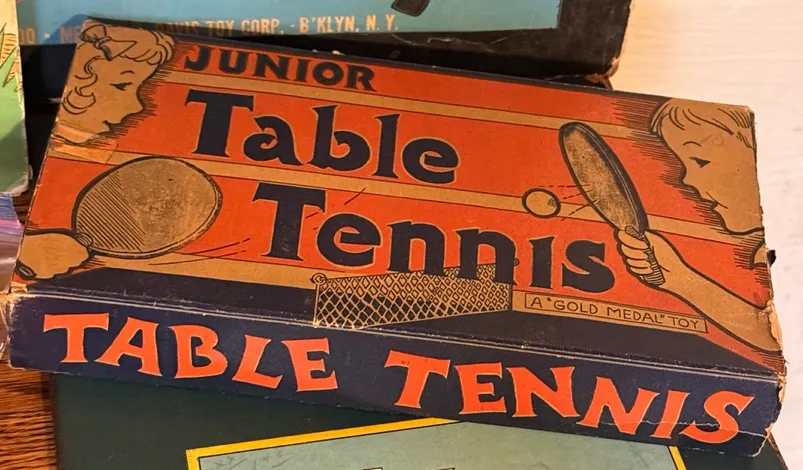 TOY CORP. - B'KLYN, N.Y.
JUNIOR
Table
Tennis
A "GOLD MEDAL" TOY
TABLE TENNIS